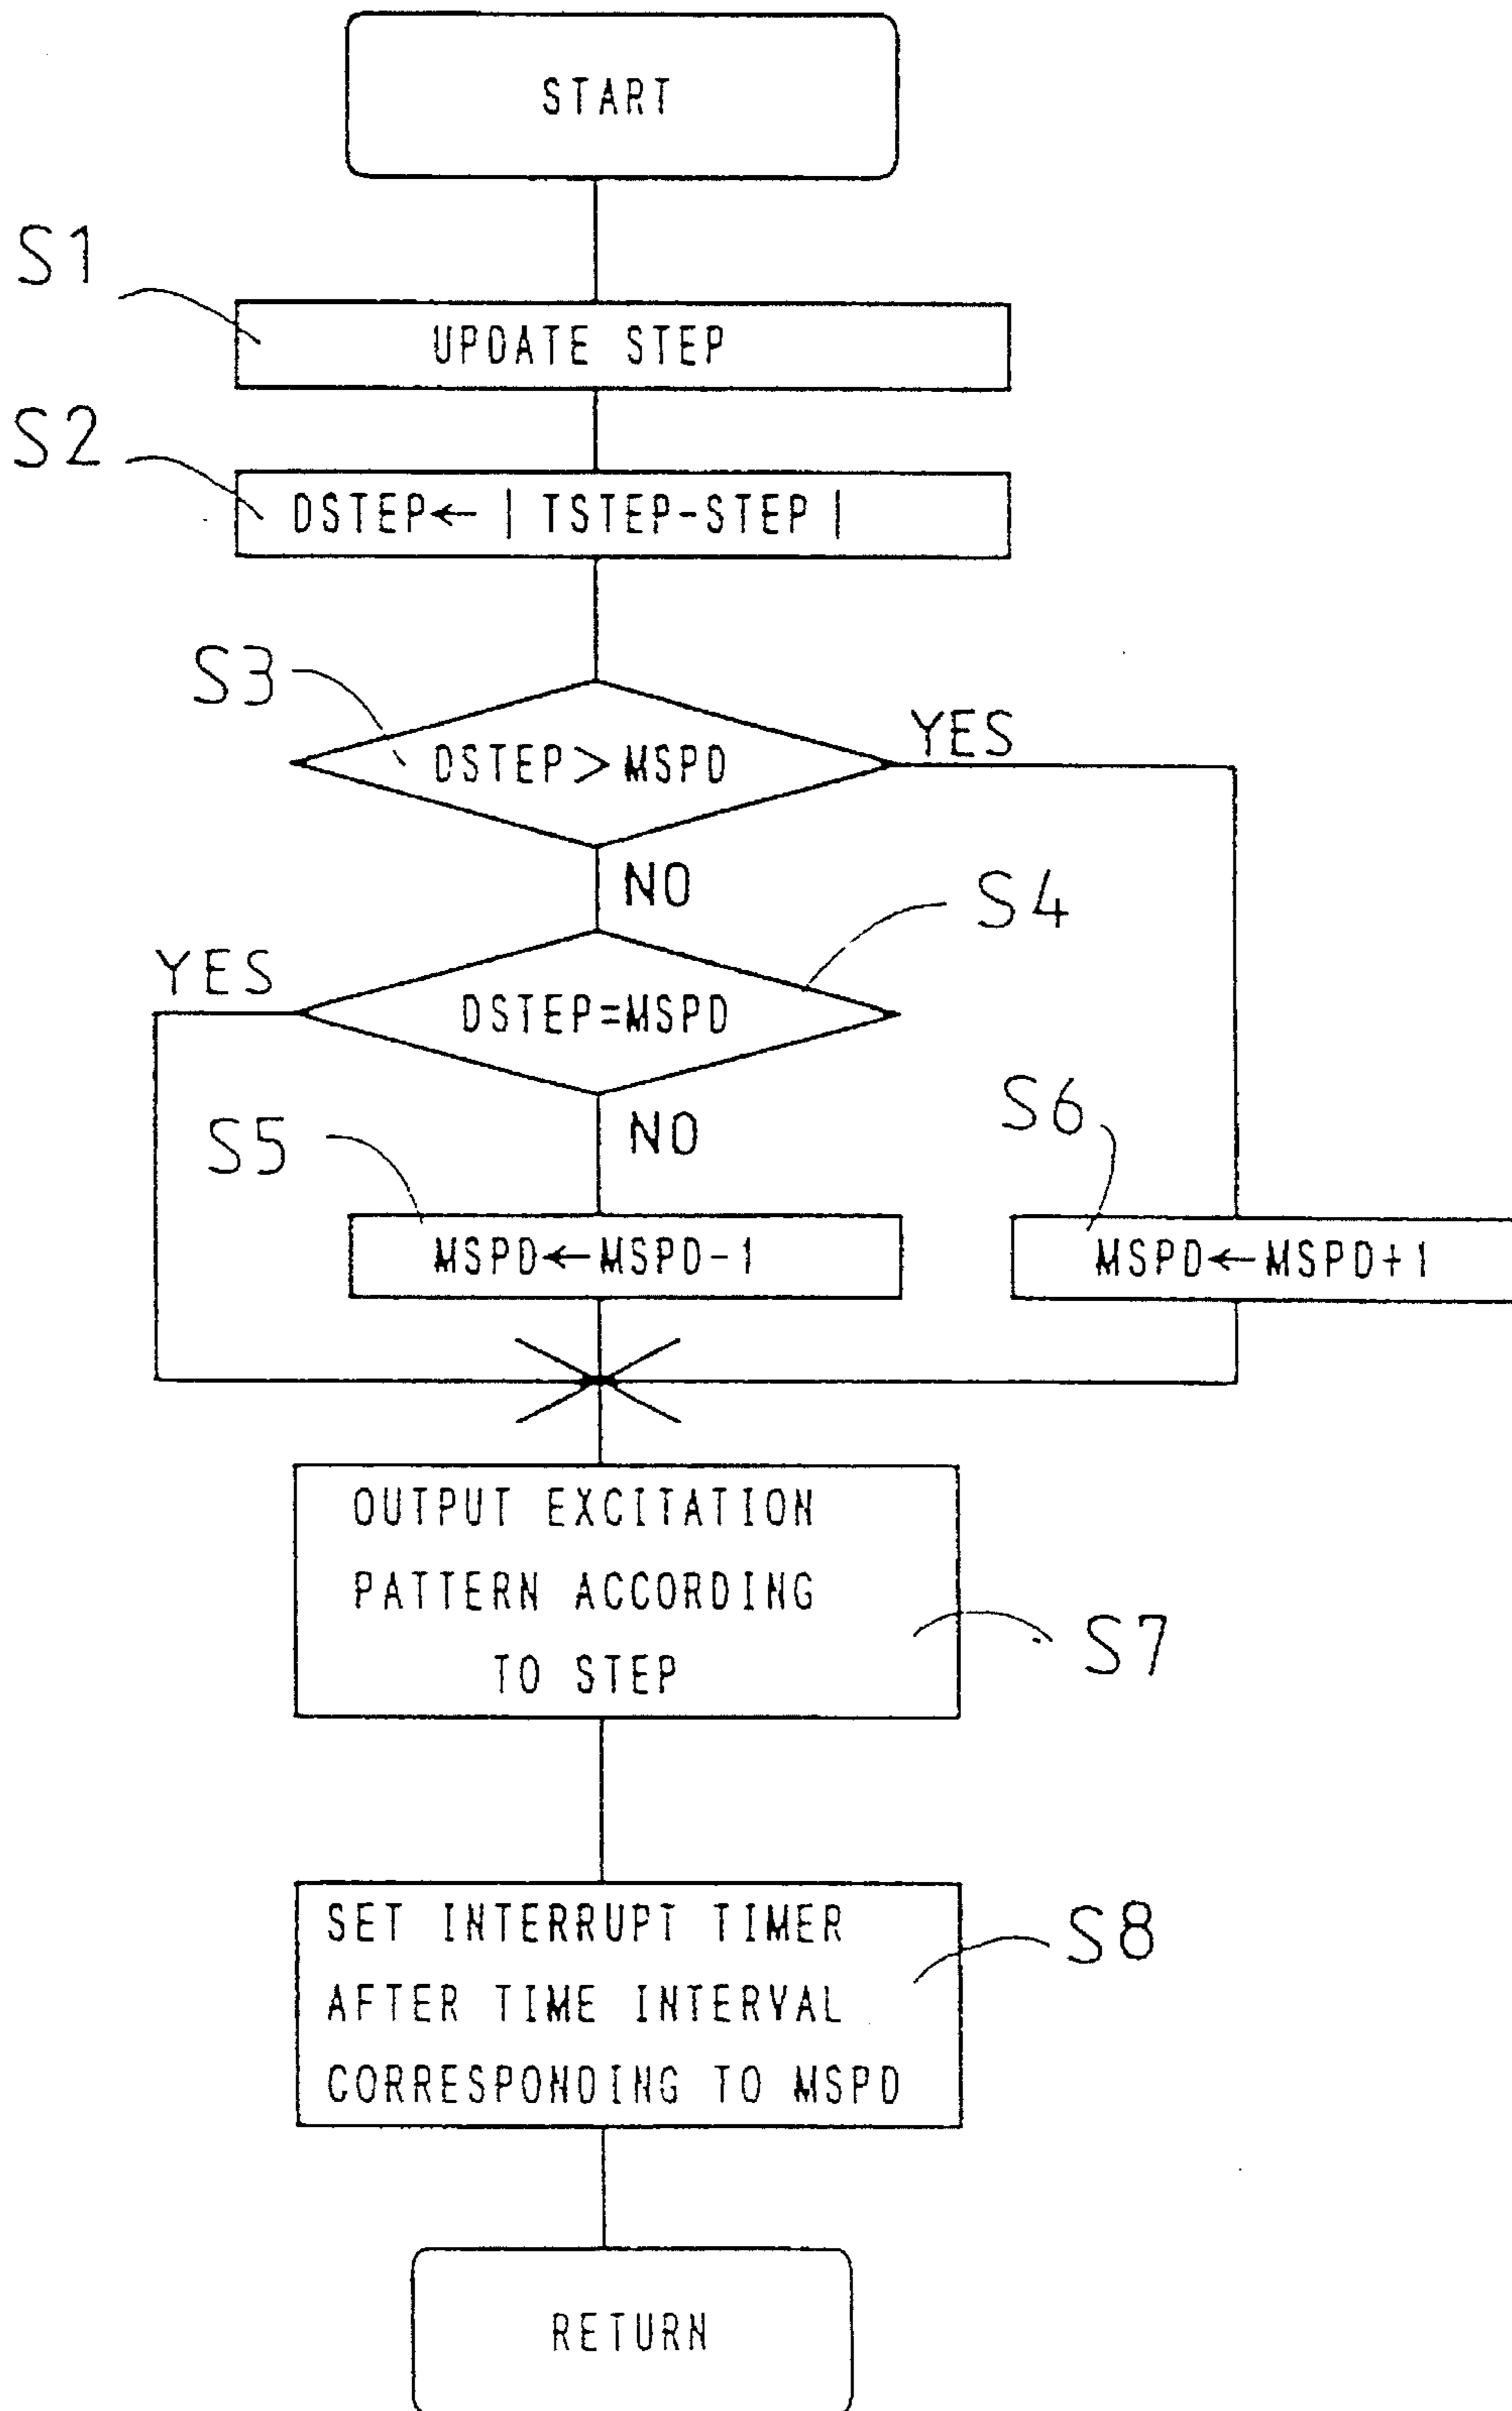 START
S1
UPDATE STEP
S2
DSTEP← | TSTEP-STEP |
S3
DSTEP>MSPD
YES
NO
S4
YES
DSTEP=MSPD
NO
S5
S6
MSPD←MSPD-1
MSPD←MSPD+1
OUTPUT EXCITATION
PATTERN ACCORDING
TO STEP
S7
SET INTERRUPT TIMER
AFTER TIME INTERVAL
CORRESPONDING TO MSPD
S8
RETURN